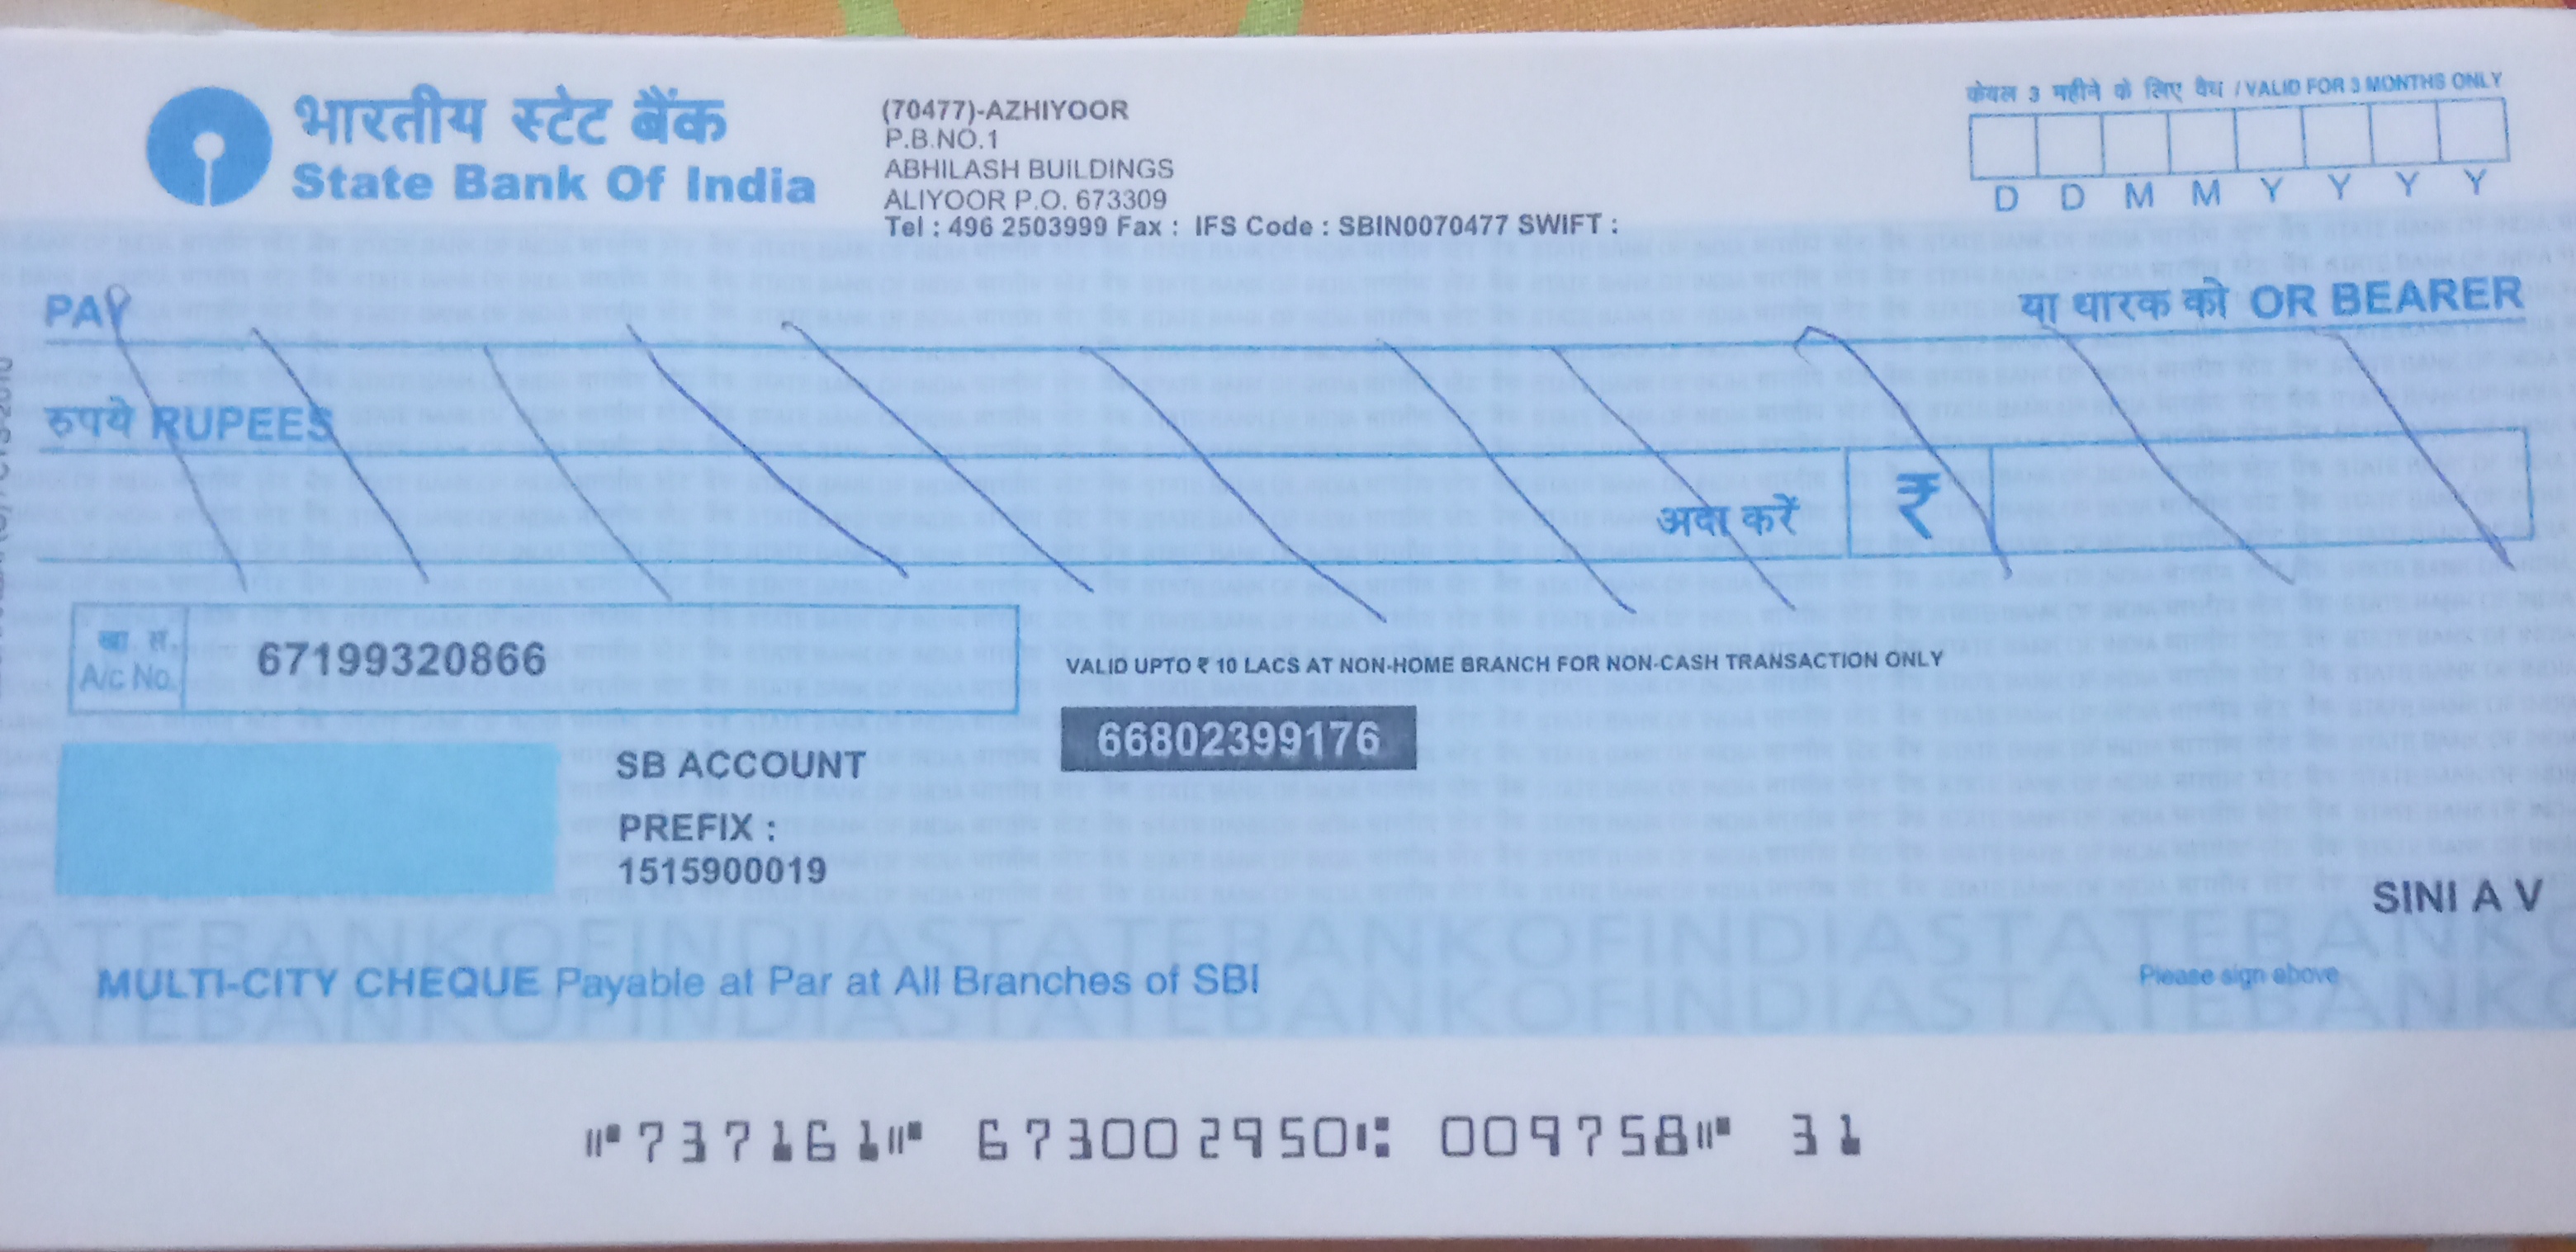 भारतीय स्टेट बैंक
State Bank Of India
(70477)-AZHIYOOR
P.B.NO.1
ABHILASH BUILDINGS
ALIYOOR P.O. 673309
Tel : 496 2503999 Fax : IFS Code : SBIN0070477 SWIFT :
केवल 3 महीने के लिए वैध / VALID FOR 3 MONTHS ONLY
D D M M Y Y Y Y
PAY
या धारक को OR BEARER
रुपये RUPEES
अदा करें ₹
खा सं.
A/c No.
67199320866
VALID UPTO ₹ 10 LACS AT NON-HOME BRANCH FOR NON-CASH TRANSACTION ONLY
66802399176
SB ACCOUNT
PREFIX :
1515900019
SINI A V
ATEBANKOFINDIASTATEBANKOFINDIASTATEBANKO
MULTI-CITY CHEQUE Payable at Par at All Branches of SBI
Please sign above
ATEBANKOFINDIASTATEBANKOFINDIASTATEBANKO
⑈737161⑈ 673002950⑆ 009758⑈ 31